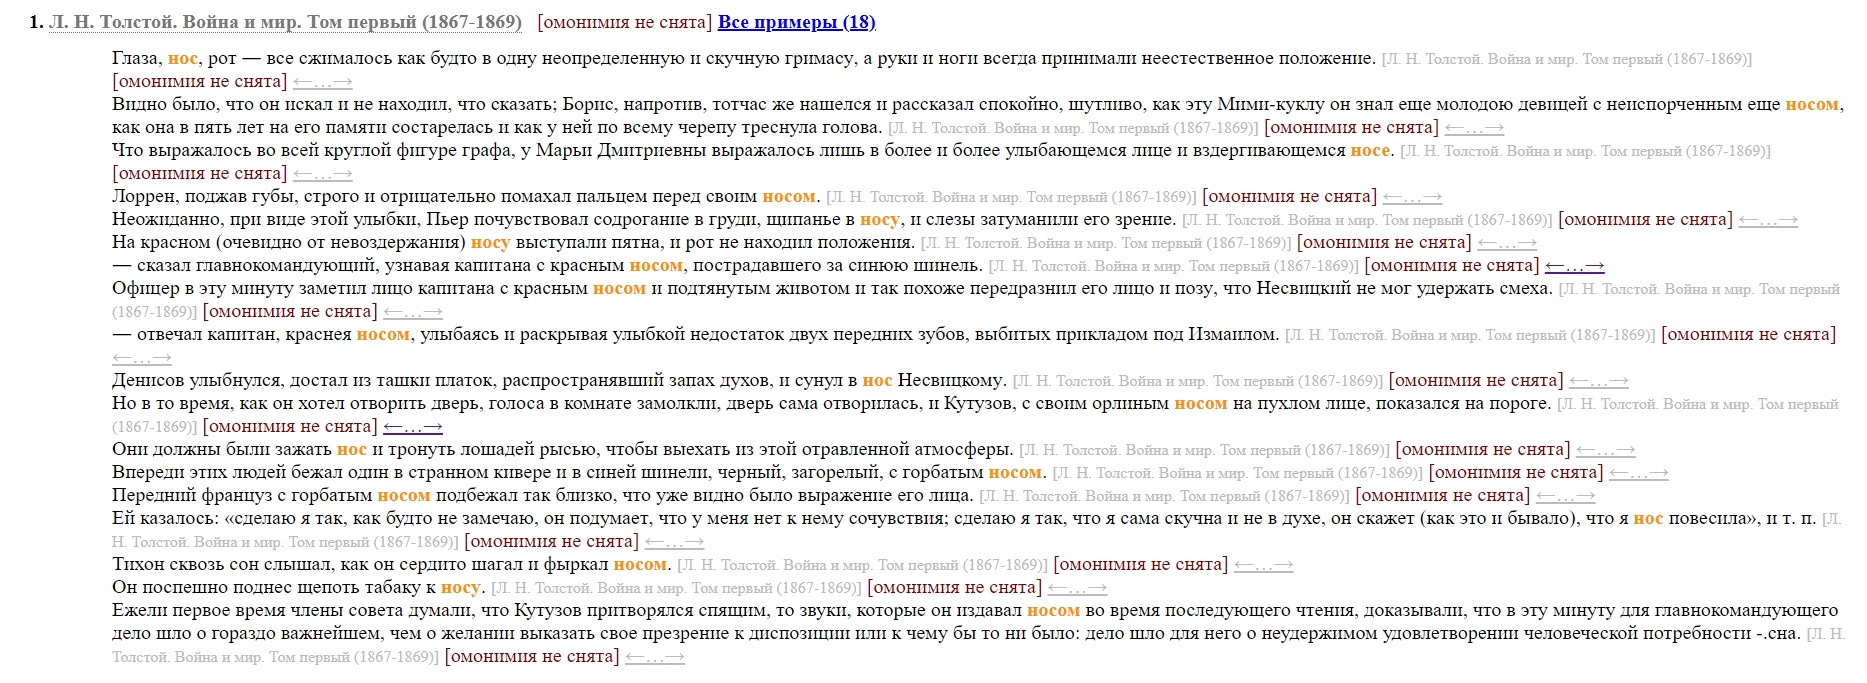 1. Л. Н. Толстой. Война и мир. Том первый (1867-1869) [омонимия не снята] Все примеры (18)
Глаза, нос, рот — все сжималось как будто в одну неопределенную и скучную гримасу, а руки и ноги всегда принимали неестественное положение. [Л. Н. Толстой. Война и мир. Том первый (1867-1869)]
[омонимия не снята] ←…→
Видно было, что он искал и не находил, что сказать; Борис, напротив, тотчас же нашелся и рассказал спокойно, шутливо, как эту Мими-куклу он знал еще молодою девицей с неиспорченным еще носом,
как она в пять лет на его памяти состарелась и как у ней по всему черепу треснула голова. [Л. Н. Толстой. Война и мир. Том первый (1867-1869)] [омонимия не снята] ←…→
Что выражалось во всей круглой фигуре графа, у Марьи Дмитриевны выражалось лишь в более и более улыбающемся лице и вздергивающемся носе. [Л. Н. Толстой. Война и мир. Том первый (1867-1869)]
[омонимия не снята] ←…→
Лоррен, поджав губы, строго и отрицательно помахал пальцем перед своим носом. [Л. Н. Толстой. Война и мир. Том первый (1867-1869)] [омонимия не снята] ←…→
Неожиданно, при виде этой улыбки, Пьер почувствовал содрогание в груди, щипанье в носу, и слезы затуманили его зрение. [Л. Н. Толстой. Война и мир. Том первый (1867-1869)] [омонимия не снята] ←…→
На красном (очевидно от невоздержания) носу выступали пятна, и рот не находил положения. [Л. Н. Толстой. Война и мир. Том первый (1867-1869)] [омонимия не снята] ←…→
— сказал главнокомандующий, узнавая капитана с красным носом, пострадавшего за синюю шинель. [Л. Н. Толстой. Война и мир. Том первый (1867-1869)] [омонимия не снята] ←…→
Офицер в эту минуту заметил лицо капитана с красным носом и подтянутым животом и так похоже передразнил его лицо и позу, что Несвицкий не мог удержать смеха. [Л. Н. Толстой. Война и мир. Том первый
(1867-1869)] [омонимия не снята] ←…→
— отвечал капитан, краснея носом, улыбаясь и раскрывая улыбкой недостаток двух передних зубов, выбитых прикладом под Измаилом. [Л. Н. Толстой. Война и мир. Том первый (1867-1869)] [омонимия не снята]
←…→
Денисов улыбнулся, достал из ташки платок, распространявший запах духов, и сунул в нос Несвицкому. [Л. Н. Толстой. Война и мир. Том первый (1867-1869)] [омонимия не снята] ←…→
Но в то время, как он хотел отворить дверь, голоса в комнате замолкли, дверь сама отворилась, и Кутузов, с своим орлиным носом на пухлом лице, показался на пороге. [Л. Н. Толстой. Война и мир. Том первый
(1867-1869)] [омонимия не снята] ←…→
Они должны были зажать нос и тронуть лошадей рысью, чтобы выехать из этой отравленной атмосферы. [Л. Н. Толстой. Война и мир. Том первый (1867-1869)] [омонимия не снята] ←…→
Впереди этих людей бежал один в странном кивере и в синей шинели, черный, загорелый, с горбатым носом. [Л. Н. Толстой. Война и мир. Том первый (1867-1869)] [омонимия не снята] ←…→
Передний француз с горбатым носом подбежал так близко, что уже видно было выражение его лица. [Л. Н. Толстой. Война и мир. Том первый (1867-1869)] [омонимия не снята] ←…→
Ей казалось: «сделаю я так, как будто не замечаю, он подумает, что у меня нет к нему сочувствия; сделаю я так, что я сама скучна и не в духе, он скажет (как это и бывало), что я нос повесила», и т. п. [Л.
Н. Толстой. Война и мир. Том первый (1867-1869)] [омонимия не снята] ←…→
Тихон сквозь сон слышал, как он сердито шагал и фыркал носом. [Л. Н. Толстой. Война и мир. Том первый (1867-1869)] [омонимия не снята] ←…→
Он поспешно поднес щепоть табаку к носу. [Л. Н. Толстой. Война и мир. Том первый (1867-1869)] [омонимия не снята] ←…→
Ежели первое время члены совета думали, что Кутузов притворялся спящим, то звуки, которые он издавал носом во время последующего чтения, доказывали, что в эту минуту для главнокомандующего
дело шло о гораздо важнейшем, чем о желании выказать свое презрение к диспозиции или к чему бы то ни было: дело шло для него о неудержимом удовлетворении человеческой потребности -.сна. [Л. Н.
Толстой. Война и мир. Том первый (1867-1869)] [омонимия не снята] ←…→